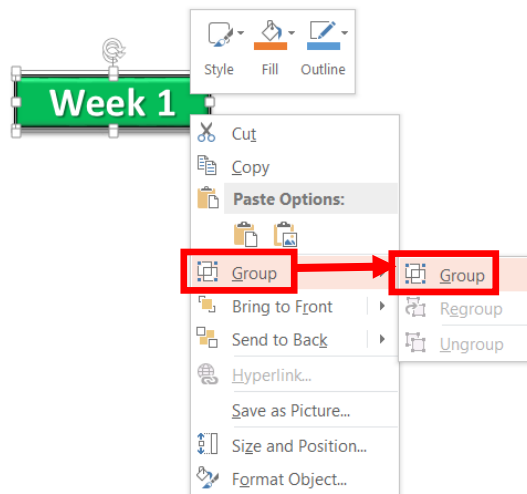 Style Fill Outline
Week 1
Cut
Copy
Paste Options:
Group
Group
Bring to Front
Regroup
Send to Back
Ungroup
Hyperlink...
Save as Picture...
Size and Position...
Format Object...